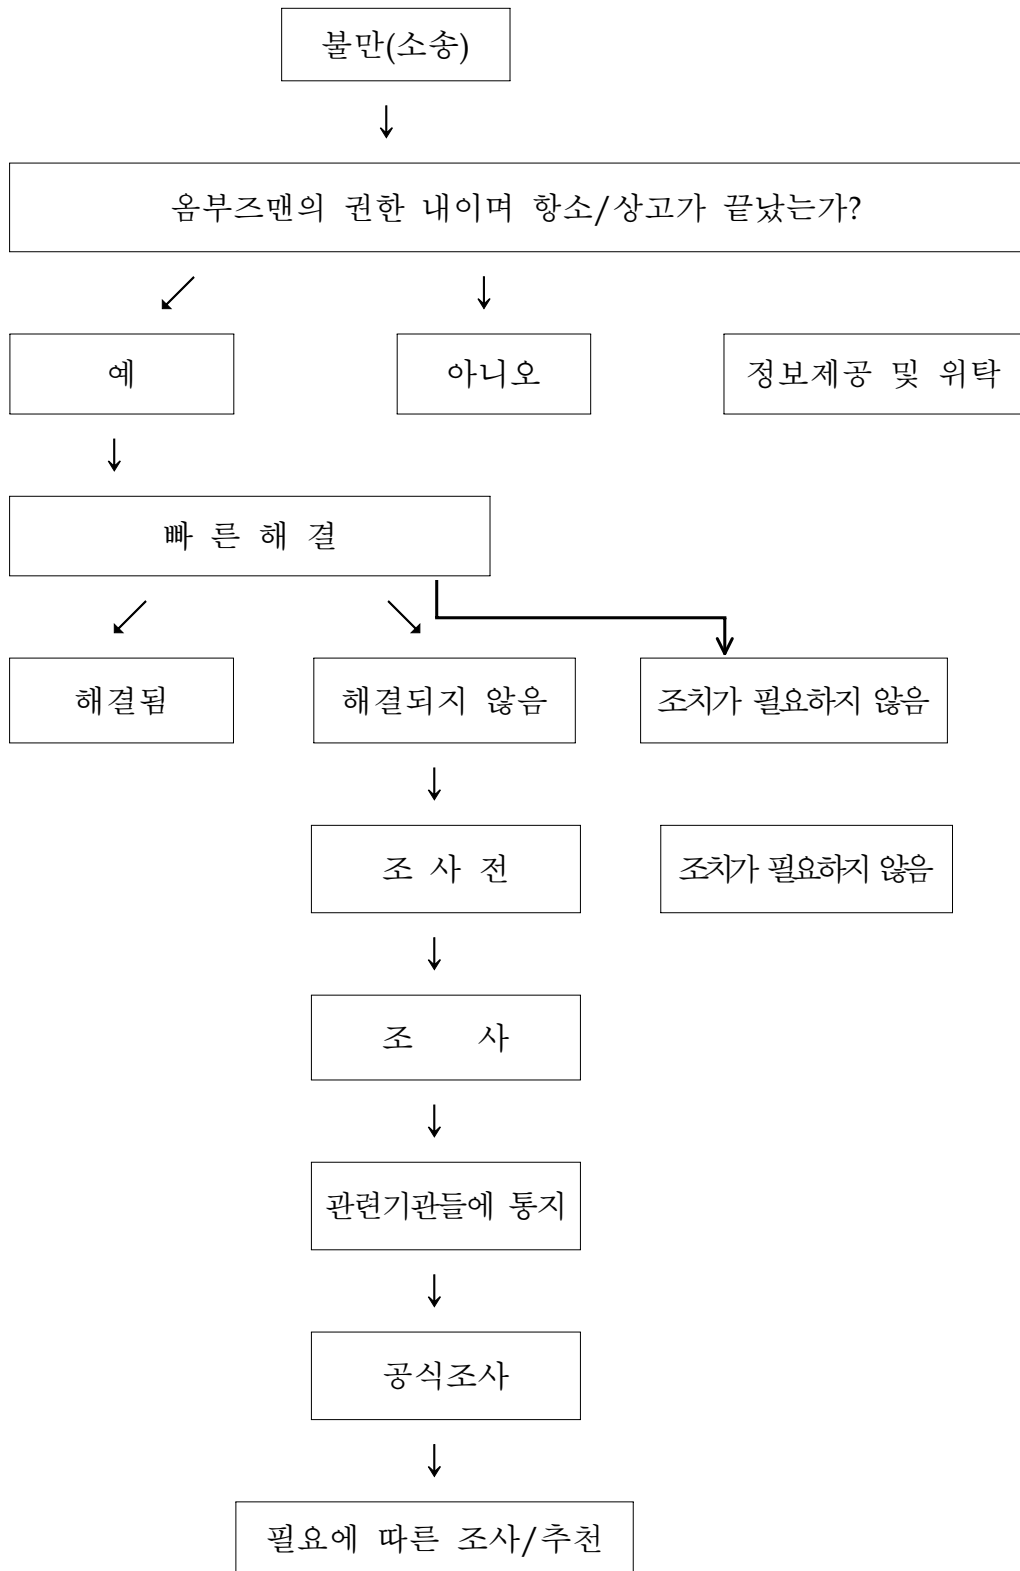 불만(소송)
↓
옴부즈맨의 권한 내이며 항소/상고가 끝났는가?
↙ ↓
예 아니오 정보제공 및 위탁
↓
빠 른 해 결
↙ ↘
해결됨 해결되지 않음 조치가 필요하지 않음
↓
조 사 전 조치가 필요하지 않음
↓
조 사
↓
관련기관들에 통지
↓
공식조사
↓
필요에 따른 조사/추천